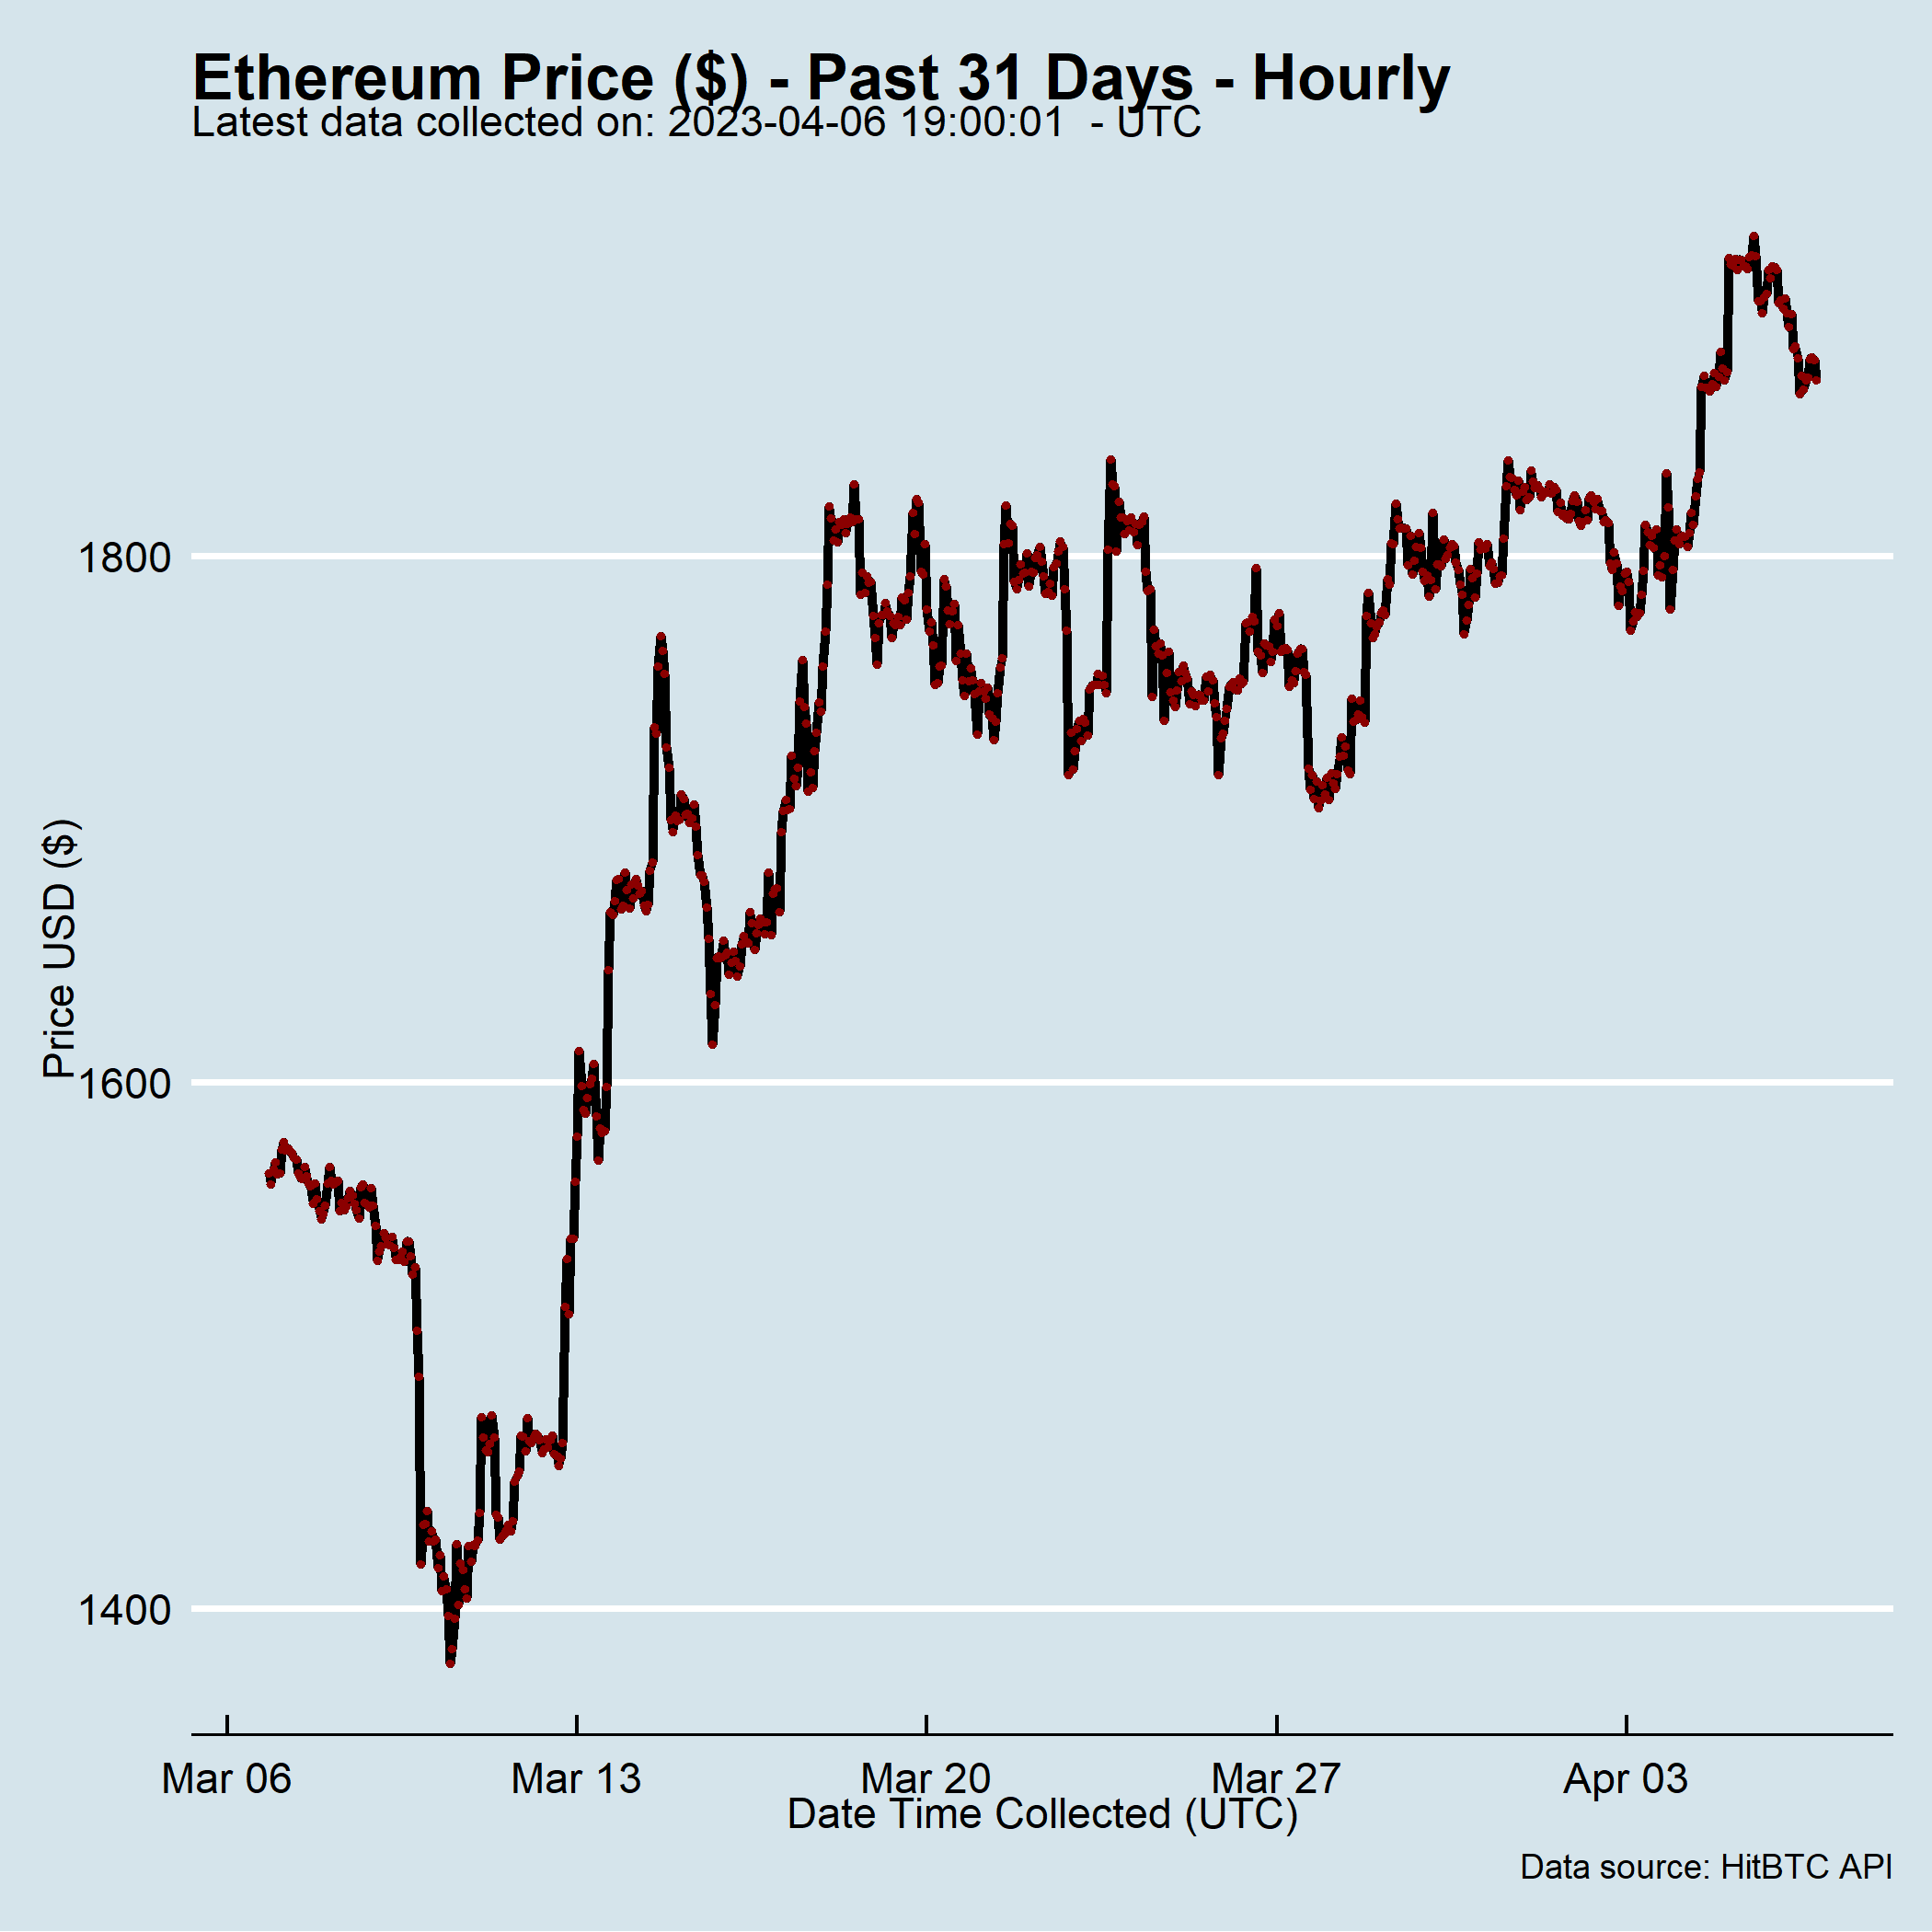 Ethereum Price ($) - Past 31 Days - Hourly
Latest data collected on: 2023-04-06 19:00:01  - UTC
Price USD ($)
1800
1600
1400
Mar 06
Mar 13
Mar 20
Mar 27
Apr 03
Date Time Collected (UTC)
Data source: HitBTC API